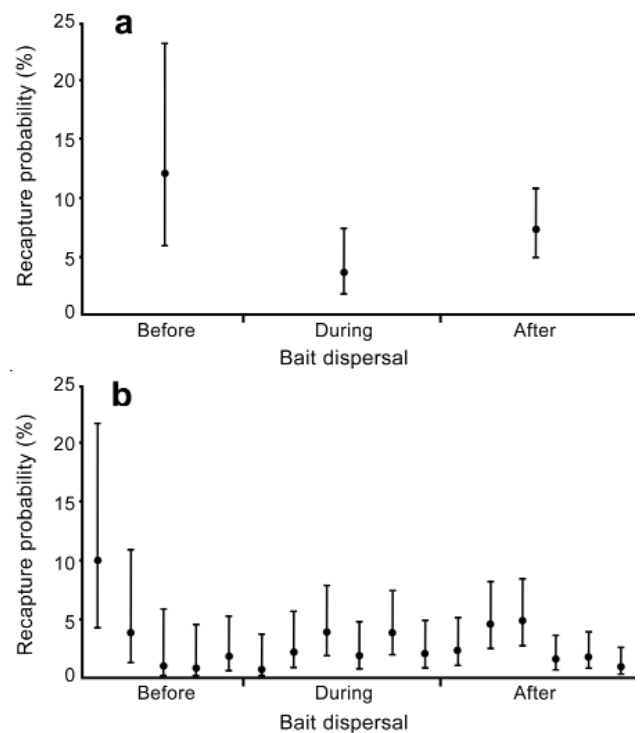 a
Recapture probability (%)
25
20
15
10
5
0
Before During After
Bait dispersal
b
Recapture probability (%)
25
20
15
10
5
0
Before During After
Bait dispersal